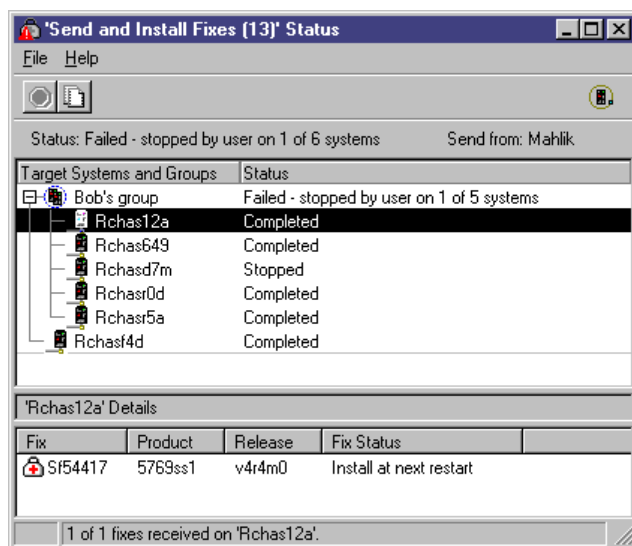 'Send and Install Fixes (13)' Status
File Help
Status: Failed - stopped by user on 1 of 6 systems Send from: Mahlik
Target Systems and Groups Status
Bob's group Failed - stopped by user on 1 of 5 systems
Rchas12a Completed
Rchas649 Completed
Rchasd7m Stopped
Rchasr0d Completed
Rchasr5a Completed
Rchasf4d Completed
'Rchas12a' Details
Fix Product Release Fix Status
Sf54417 5769ss1 v4r4m0 Install at next restart
1 of 1 fixes received on 'Rchas12a'.